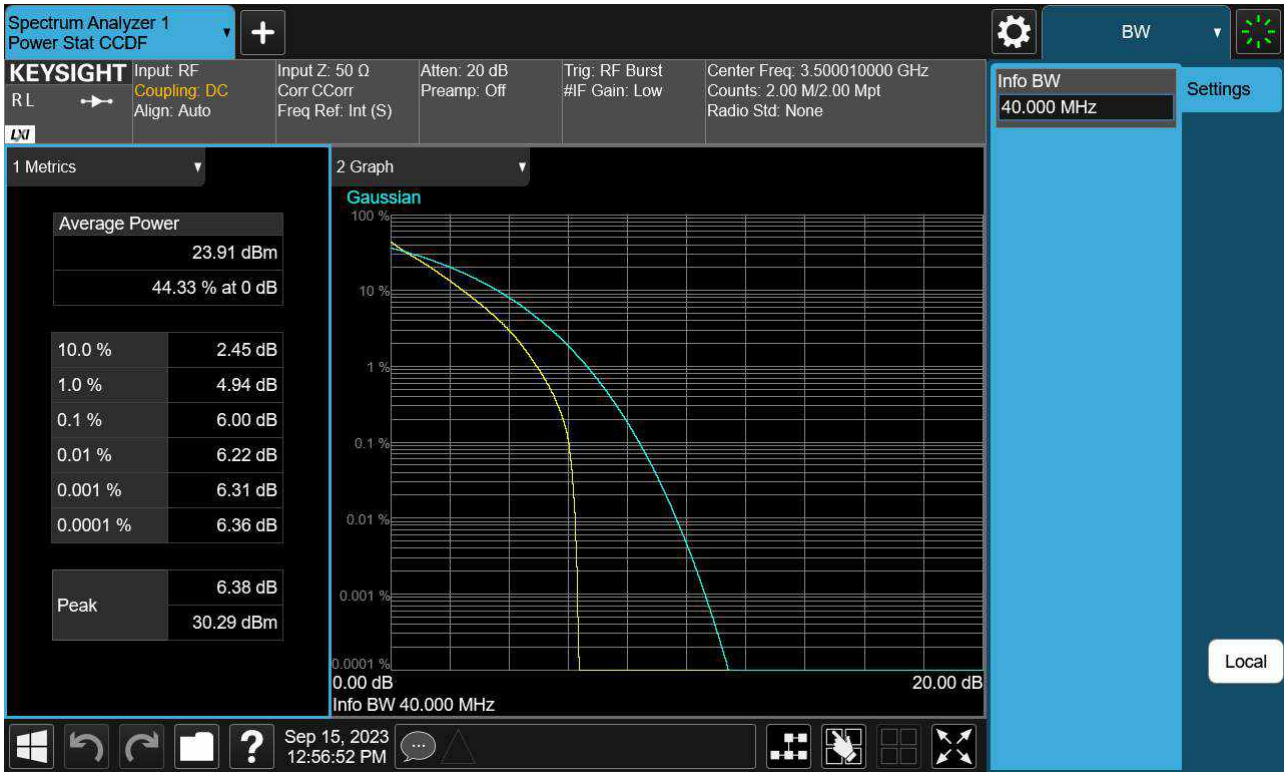 Spectrum Analyzer 1
Power Stat CCDF
+
BW
KEYSIGHT
RL
LXI
Input: RF
Coupling: DC
Align: Auto
Input Z: 50 Ω
Corr CCorr
Freq Ref: Int (S)
Atten: 20 dB
Preamp: Off
Trig: RF Burst
#IF Gain: Low
Center Freq: 3.500010000 GHz
Counts: 2.00 M/2.00 Mpt
Radio Std: None
Info BW
40.000 MHz
Settings
1 Metrics
Average Power
23.91 dBm
44.33 % at 0 dB
10.0 % 2.45 dB
1.0 % 4.94 dB
0.1 % 6.00 dB
0.01 % 6.22 dB
0.001 % 6.31 dB
0.0001 % 6.36 dB
Peak
6.38 dB
30.29 dBm
2 Graph
Gaussian
100 %
10 %
1 %
0.1 %
0.01 %
0.001 %
0.0001 %
0.00 dB 20.00 dB
Info BW 40.000 MHz
Local
?
Sep 15, 2023
12:56:52 PM